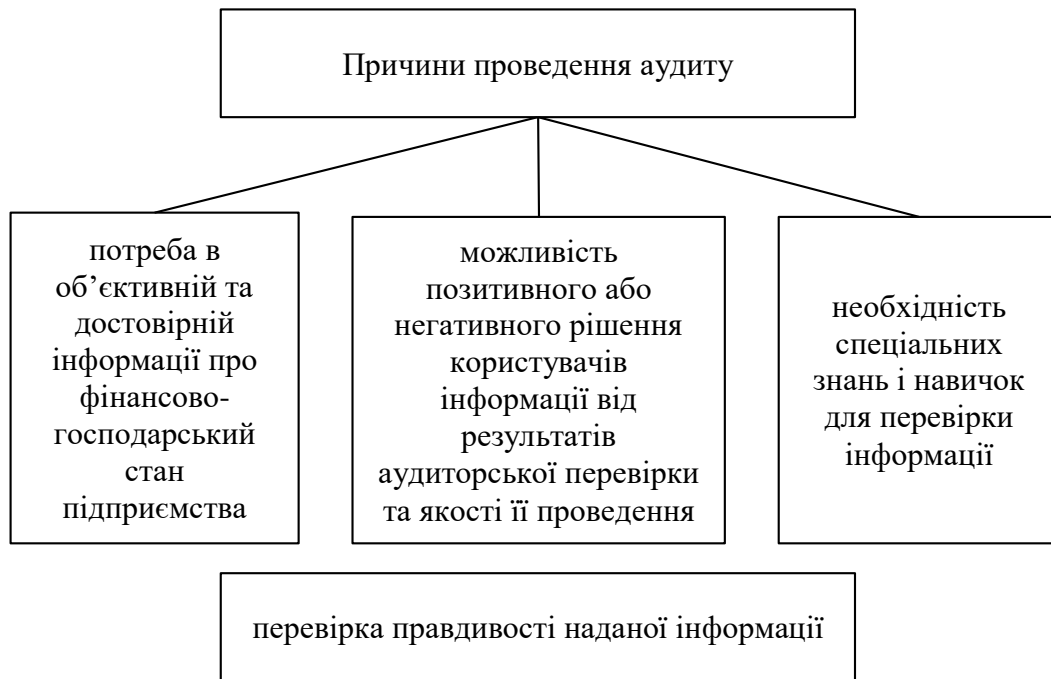 Причини проведення аудиту
потреба в
об’єктивній та
достовірній
інформації про
фінансово-
господарський
стан
підприємства
можливість
позитивного або
негативного рішення
користувачів
інформації від
результатів
аудиторської перевірки
та якості її проведення
необхідність
спеціальних
знань і навичок
для перевірки
інформації
перевірка правдивості наданої інформації